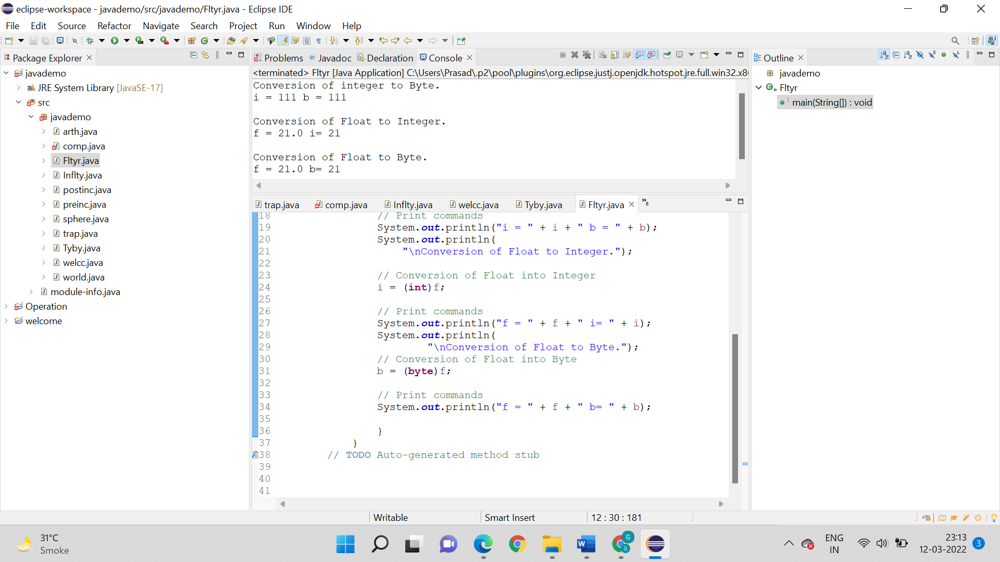 eclipse-workspace - javademo/src/javademo/Fltyr.java - Eclipse IDE
File Edit Source Refactor Navigate Search Project Run Window Help
Package Explorer
javademo
JRE System Library [JavaSE-17]
src
javademo
arth.java
comp.java
Fltyr.java
Inflty.java
postinc.java
preinc.java
sphere.java
trap.java
Tyby.java
welcc.java
world.java
module-info.java
Operation
welcome
Problems @ Javadoc Declaration Console
<terminated> Fltyr [Java Application] C:\Users\Prasad\.p2\pool\plugins\org.eclipse.justj.openjdk.hotspot.jre.full.win32.x8
Conversion of integer to Byte.
i = 111 b = 111
Conversion of Float to Integer.
f = 21.0 i= 21
Conversion of Float to Byte.
f = 21.0 b= 21
trap.java comp.java Inflty.java welcc.java Tyby.java Fltyr.java »6
18 // Print commands
19 System.out.println("i = " + i + " b = " + b);
20 System.out.println(
21 "\nConversion of Float to Integer.");
22
23 // Conversion of Float into Integer
24 i = (int)f;
25
26 // Print commands
27 System.out.println("f = " + f + " i= " + i);
28 System.out.println(
29 "\nConversion of Float to Byte.");
30 // Conversion of Float into Byte
31 b = (byte)f;
32
33 // Print commands
34 System.out.println("f = " + f + " b= " + b);
35
36 }
37 }
38 // TODO Auto-generated method stub
39
40
41
Outline
javademo
Fltyr
main(String[]) : void
Writable Smart Insert 12 : 30 : 181
31°C
Smoke
ENG
IN
23:13
12-03-2022
3